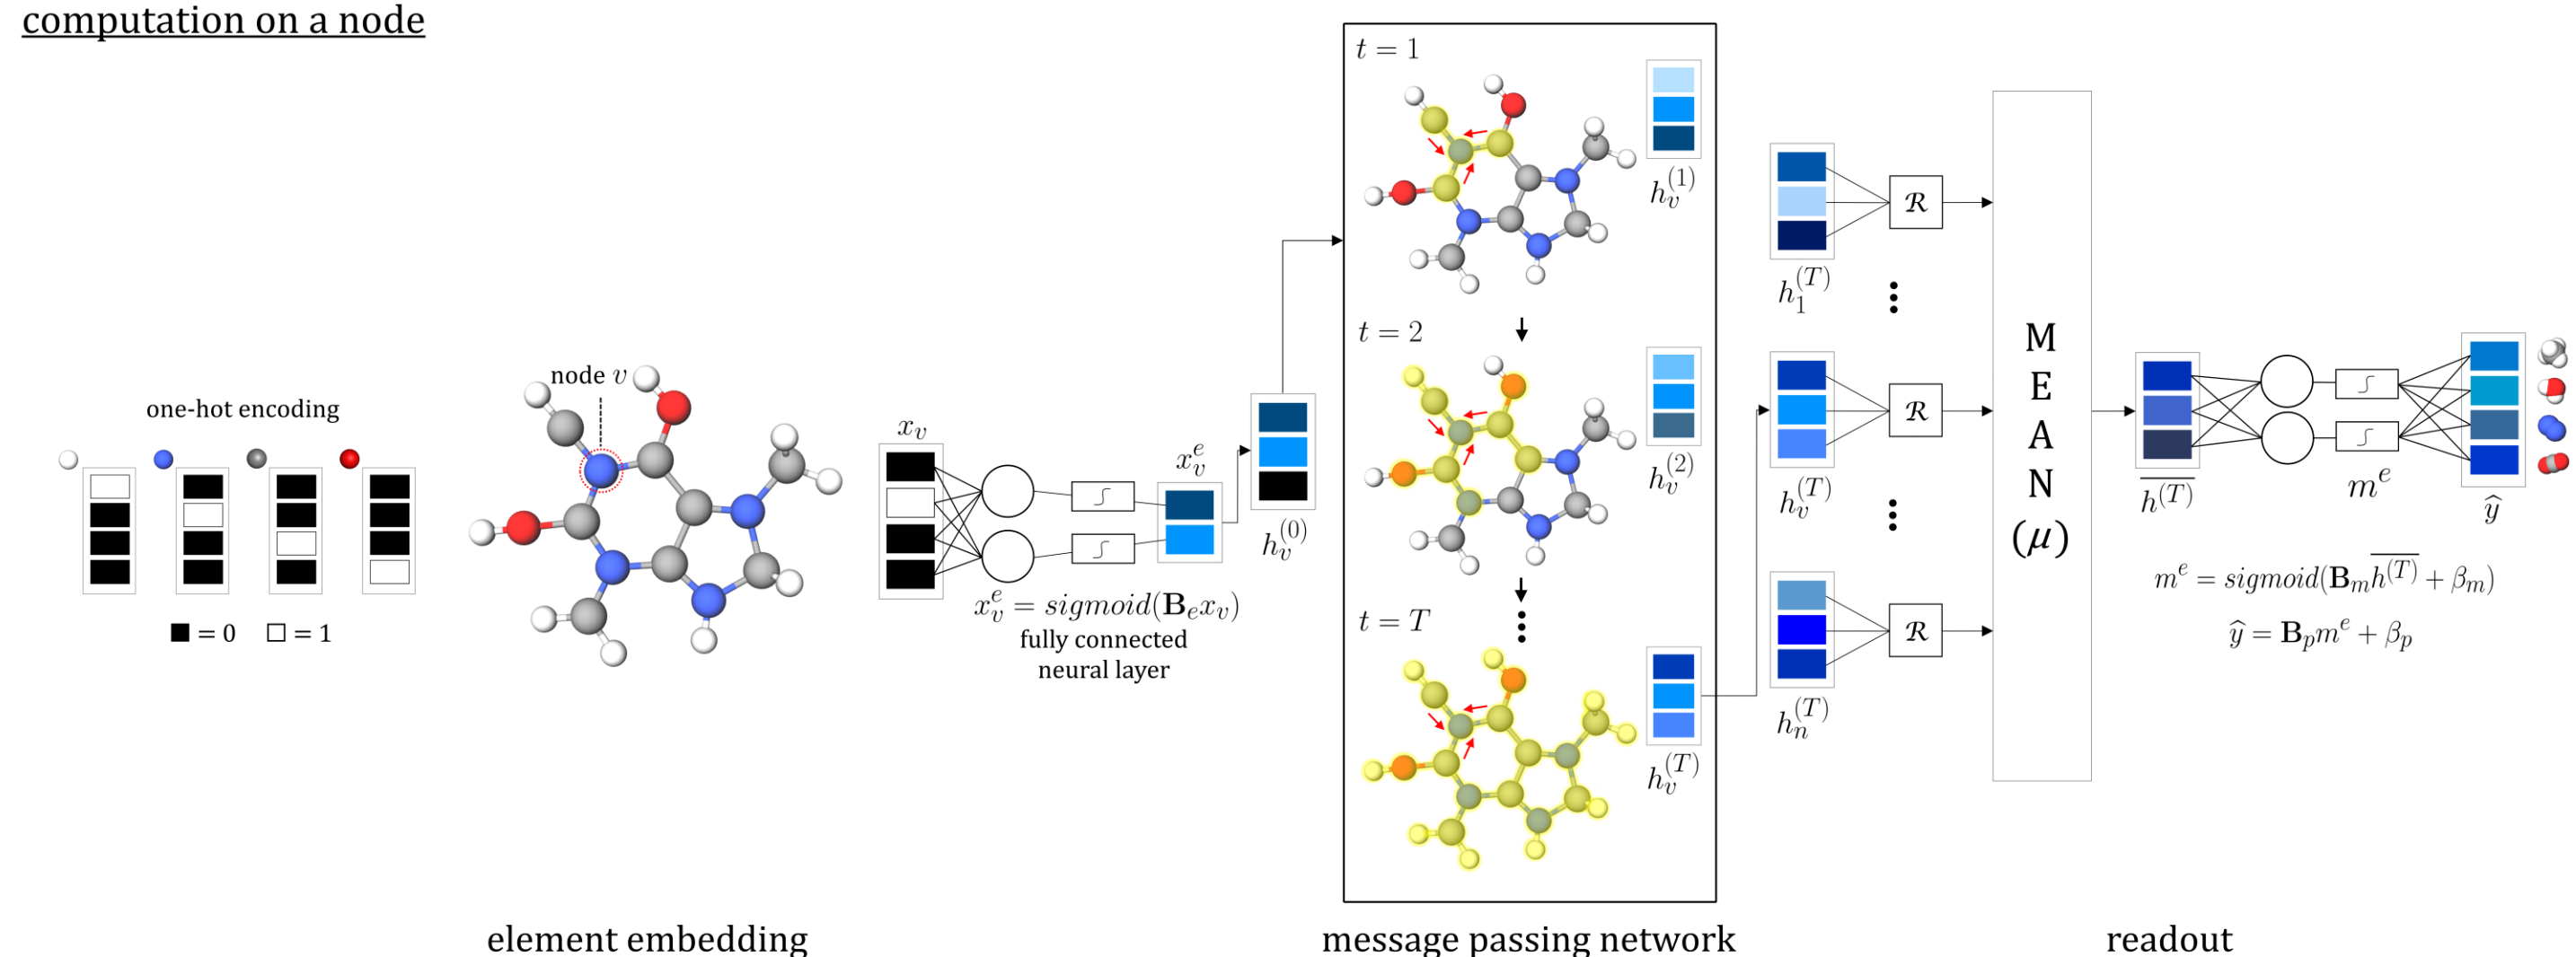 computation on a node
one-hot encoding
■ = 0 □ = 1
node v
x_v
x_v^e
x_v^e = sigmoid(B_e x_v)
fully connected
neural layer
h_v^{(0)}
element embedding
t = 1
h_v^{(1)}
t = 2
h_v^{(2)}
t = T
h_v^{(T)}
message passing network
h_1^{(T)}
R
h_v^{(T)}
R
h_n^{(T)}
R
M
E
A
N
(μ)
\overline{h^{(T)}}
m^e
ŷ
m^e = sigmoid(B_m \overline{h^{(T)}} + β_m)
ŷ = B_p m^e + β_p
readout